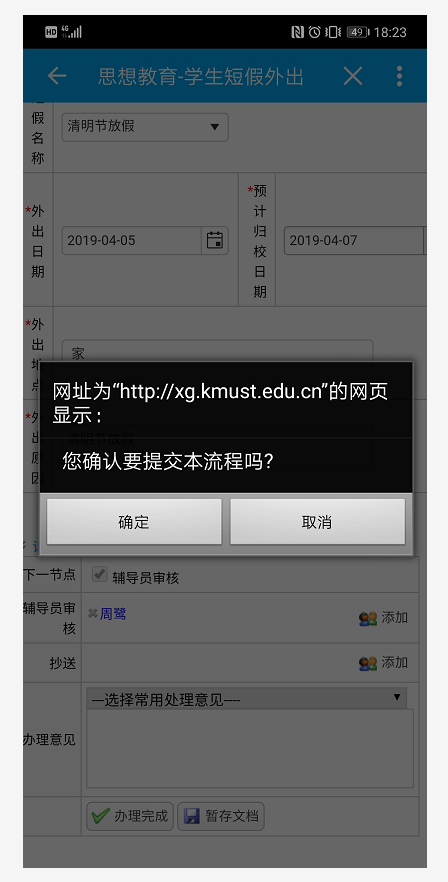 HD 4G 49 18:23
思想教育-学生短假外出
假名称 清明节放假
*外出日期 2019-04-05 *预计归校日期 2019-04-07
*外出地点 家
*外出原因 清明节放假
网址为“http://xg.kmust.edu.cn”的网页
显示：
您确认要提交本流程吗？
确定 取消
下一节点 辅导员审核
辅导员审核 周鹭 添加
抄送 添加
---选择常用处理意见----
办理意见
办理完成 暂存文档